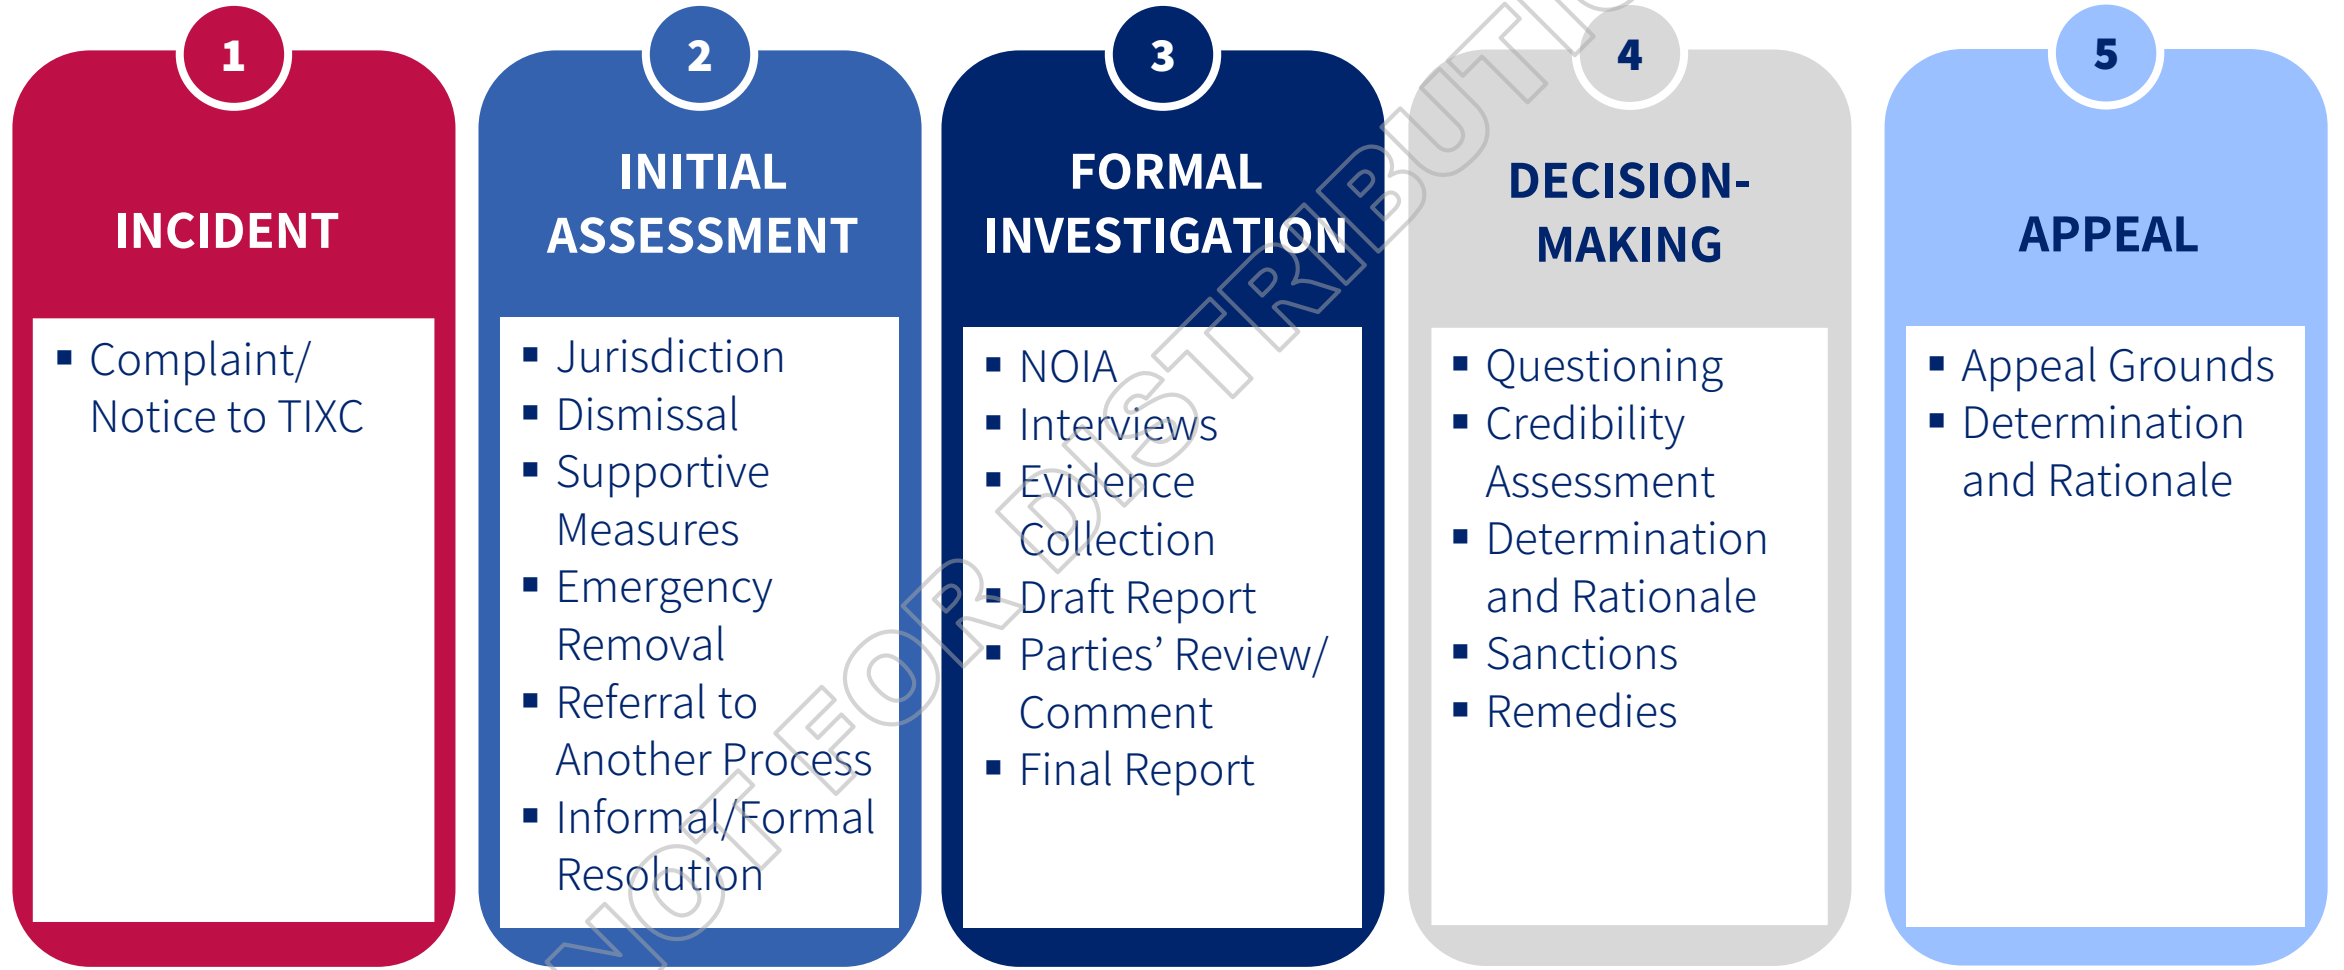 1
INCIDENT
▪ Complaint/
Notice to TIXC
2
INITIAL
ASSESSMENT
▪ Jurisdiction
▪ Dismissal
▪ Supportive
Measures
▪ Emergency
Removal
▪ Referral to
Another Process
▪ Informal/Formal
Resolution
3
FORMAL
INVESTIGATION
▪ NOIA
▪ Interviews
▪ Evidence
Collection
▪ Draft Report
▪ Parties’ Review/
Comment
▪ Final Report
4
DECISION-
MAKING
▪ Questioning
▪ Credibility
Assessment
▪ Determination
and Rationale
▪ Sanctions
▪ Remedies
5
APPEAL
▪ Appeal Grounds
▪ Determination
and Rationale
NOT FOR DISTRIBUTIO